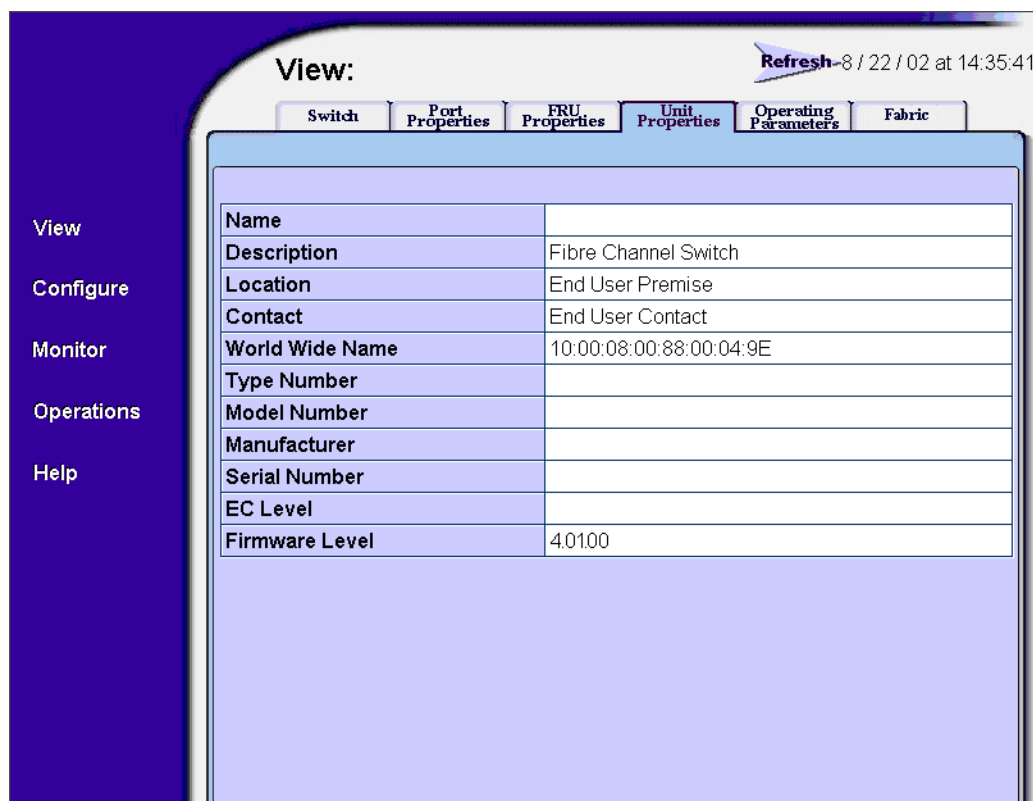 View:
Refresh-8 / 22 / 02 at 14:35:41
Switch
Port Properties
FRU Properties
Unit Properties
Operating Parameters
Fabric
View
Configure
Monitor
Operations
Help
Name
Description Fibre Channel Switch
Location End User Premise
Contact End User Contact
World Wide Name 10:00:08:00:88:00:04:9E
Type Number
Model Number
Manufacturer
Serial Number
EC Level
Firmware Level 4.01.00